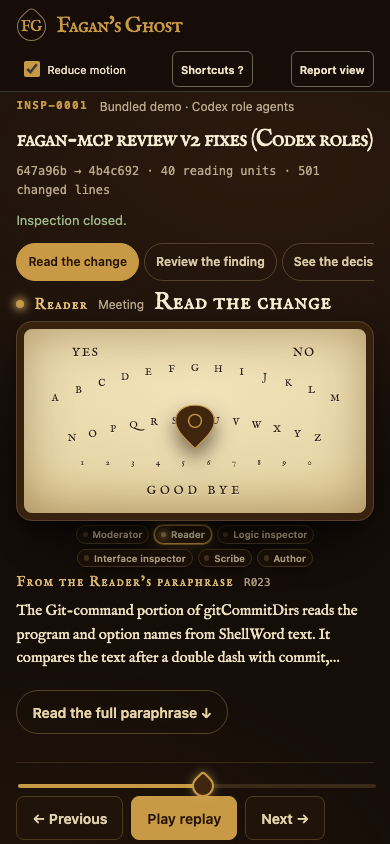 FG FAGAN'S GHOST
Reduce motion Shortcuts ? Report view
INSP-0001 Bundled demo · Codex role agents
FAGAN-MCP REVIEW V2 FIXES (CODEX ROLES)
647a96b → 4b4c692 · 40 reading units · 501
changed lines
Inspection closed.
Read the change Review the finding See the decis
READER Meeting READ THE CHANGE
YES NO
A B C D E F G H I J K L M
N O P Q R S U V W X Y Z
1 2 3 4 5 6 7 8 9 0
GOOD BYE
Moderator Reader Logic inspector
Interface inspector Scribe Author
FROM THE READER'S PARAPHRASE R023
The Git-command portion of gitCommitDirs reads the
program and option names from ShellWord text. It
compares the text after a double dash with commit,...
Read the full paraphrase ↓
← Previous Play replay Next →